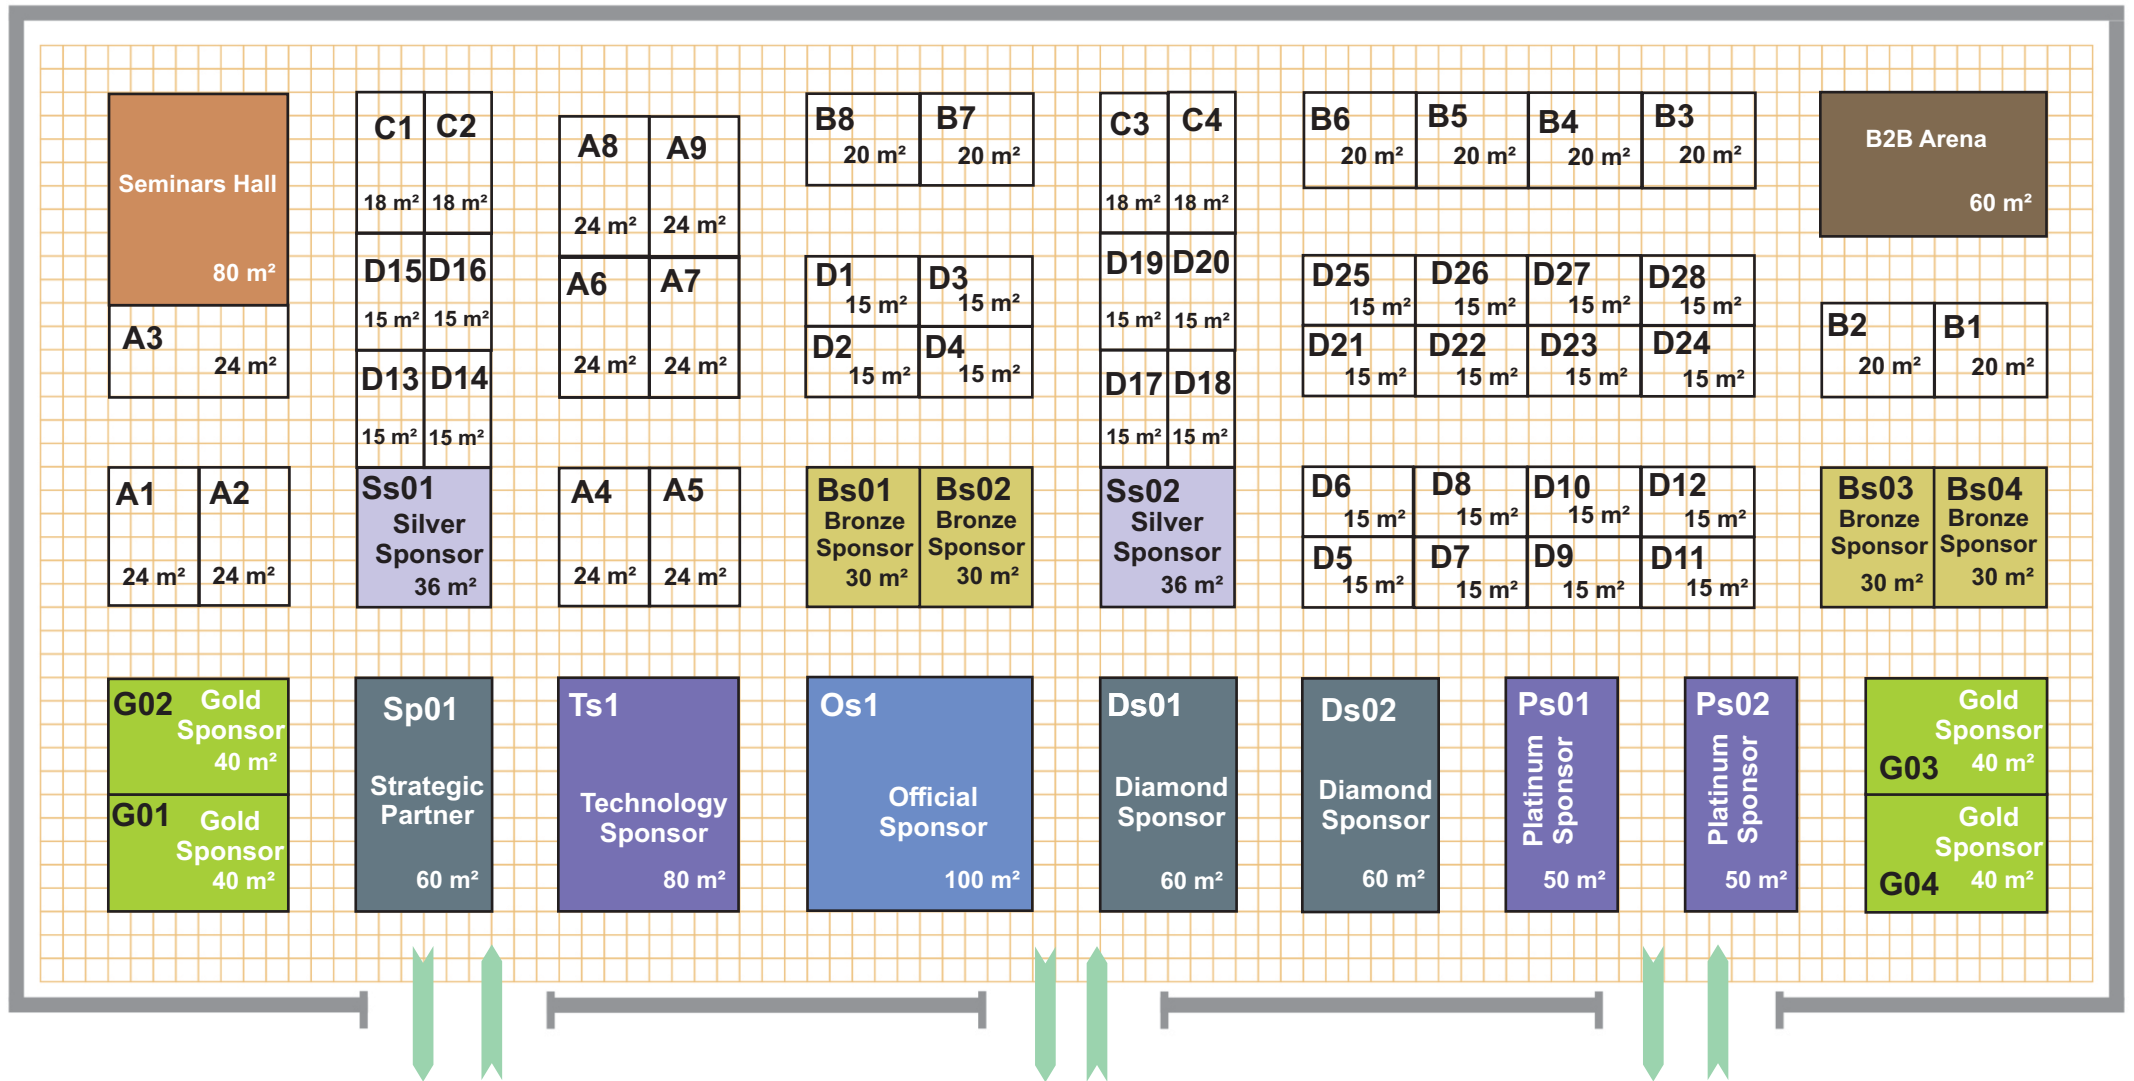 Seminars Hall
80 m²
A3
24 m²
C1
18 m²
C2
18 m²
D15
15 m²
D16
15 m²
D13
15 m²
D14
15 m²
A8
24 m²
A9
24 m²
A6
24 m²
A7
24 m²
B8
20 m²
B7
20 m²
D1
15 m²
D3
15 m²
D2
15 m²
D4
15 m²
C3
18 m²
C4
18 m²
D19
15 m²
D20
15 m²
D17
15 m²
D18
15 m²
B6
20 m²
B5
20 m²
B4
20 m²
B3
20 m²
D25
15 m²
D26
15 m²
D27
15 m²
D28
15 m²
D21
15 m²
D22
15 m²
D23
15 m²
D24
15 m²
B2B Arena
60 m²
B2
20 m²
B1
20 m²
A1
24 m²
A2
24 m²
Ss01
Silver
Sponsor
36 m²
A4
24 m²
A5
24 m²
Bs01
Bronze
Sponsor
30 m²
Bs02
Bronze
Sponsor
30 m²
Ss02
Silver
Sponsor
36 m²
D6
15 m²
D8
15 m²
D10
15 m²
D12
15 m²
D5
15 m²
D7
15 m²
D9
15 m²
D11
15 m²
Bs03
Bronze
Sponsor
30 m²
Bs04
Bronze
Sponsor
30 m²
G02
Gold
Sponsor
40 m²
G01
Gold
Sponsor
40 m²
Sp01
Strategic
Partner
60 m²
Ts1
Technology
Sponsor
80 m²
Os1
Official
Sponsor
100 m²
Ds01
Diamond
Sponsor
60 m²
Ds02
Diamond
Sponsor
60 m²
Ps01
Platinum
Sponsor
50 m²
Ps02
Platinum
Sponsor
50 m²
Gold
Sponsor
G03
40 m²
Gold
Sponsor
G04
40 m²